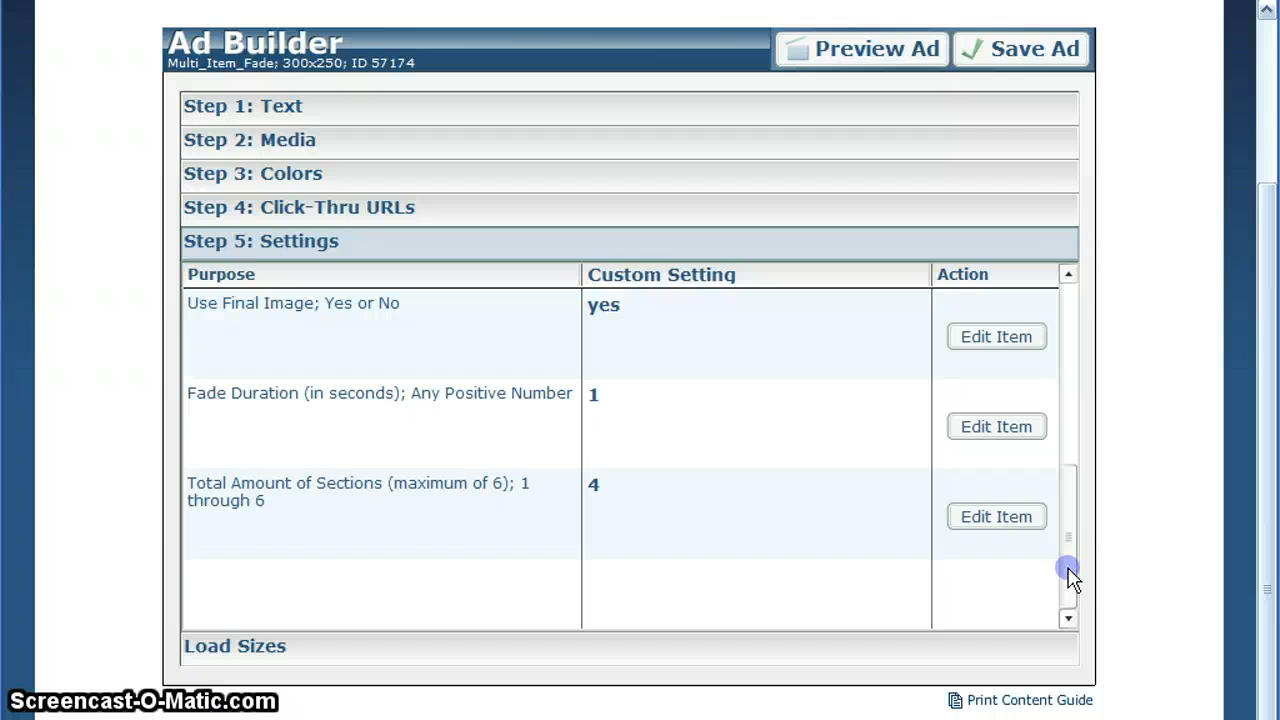 Ad Builder
Multi_Item_Fade; 300x250; ID 57174
Preview Ad
Save Ad
Step 1: Text
Step 2: Media
Step 3: Colors
Step 4: Click-Thru URLs
Step 5: Settings
Purpose
Custom Setting
Action
Use Final Image; Yes or No
yes
Edit Item
Fade Duration (in seconds); Any Positive Number
1
Edit Item
Total Amount of Sections (maximum of 6); 1
through 6
4
Edit Item
Load Sizes
Screencast-O-Matic.com
Print Content Guide